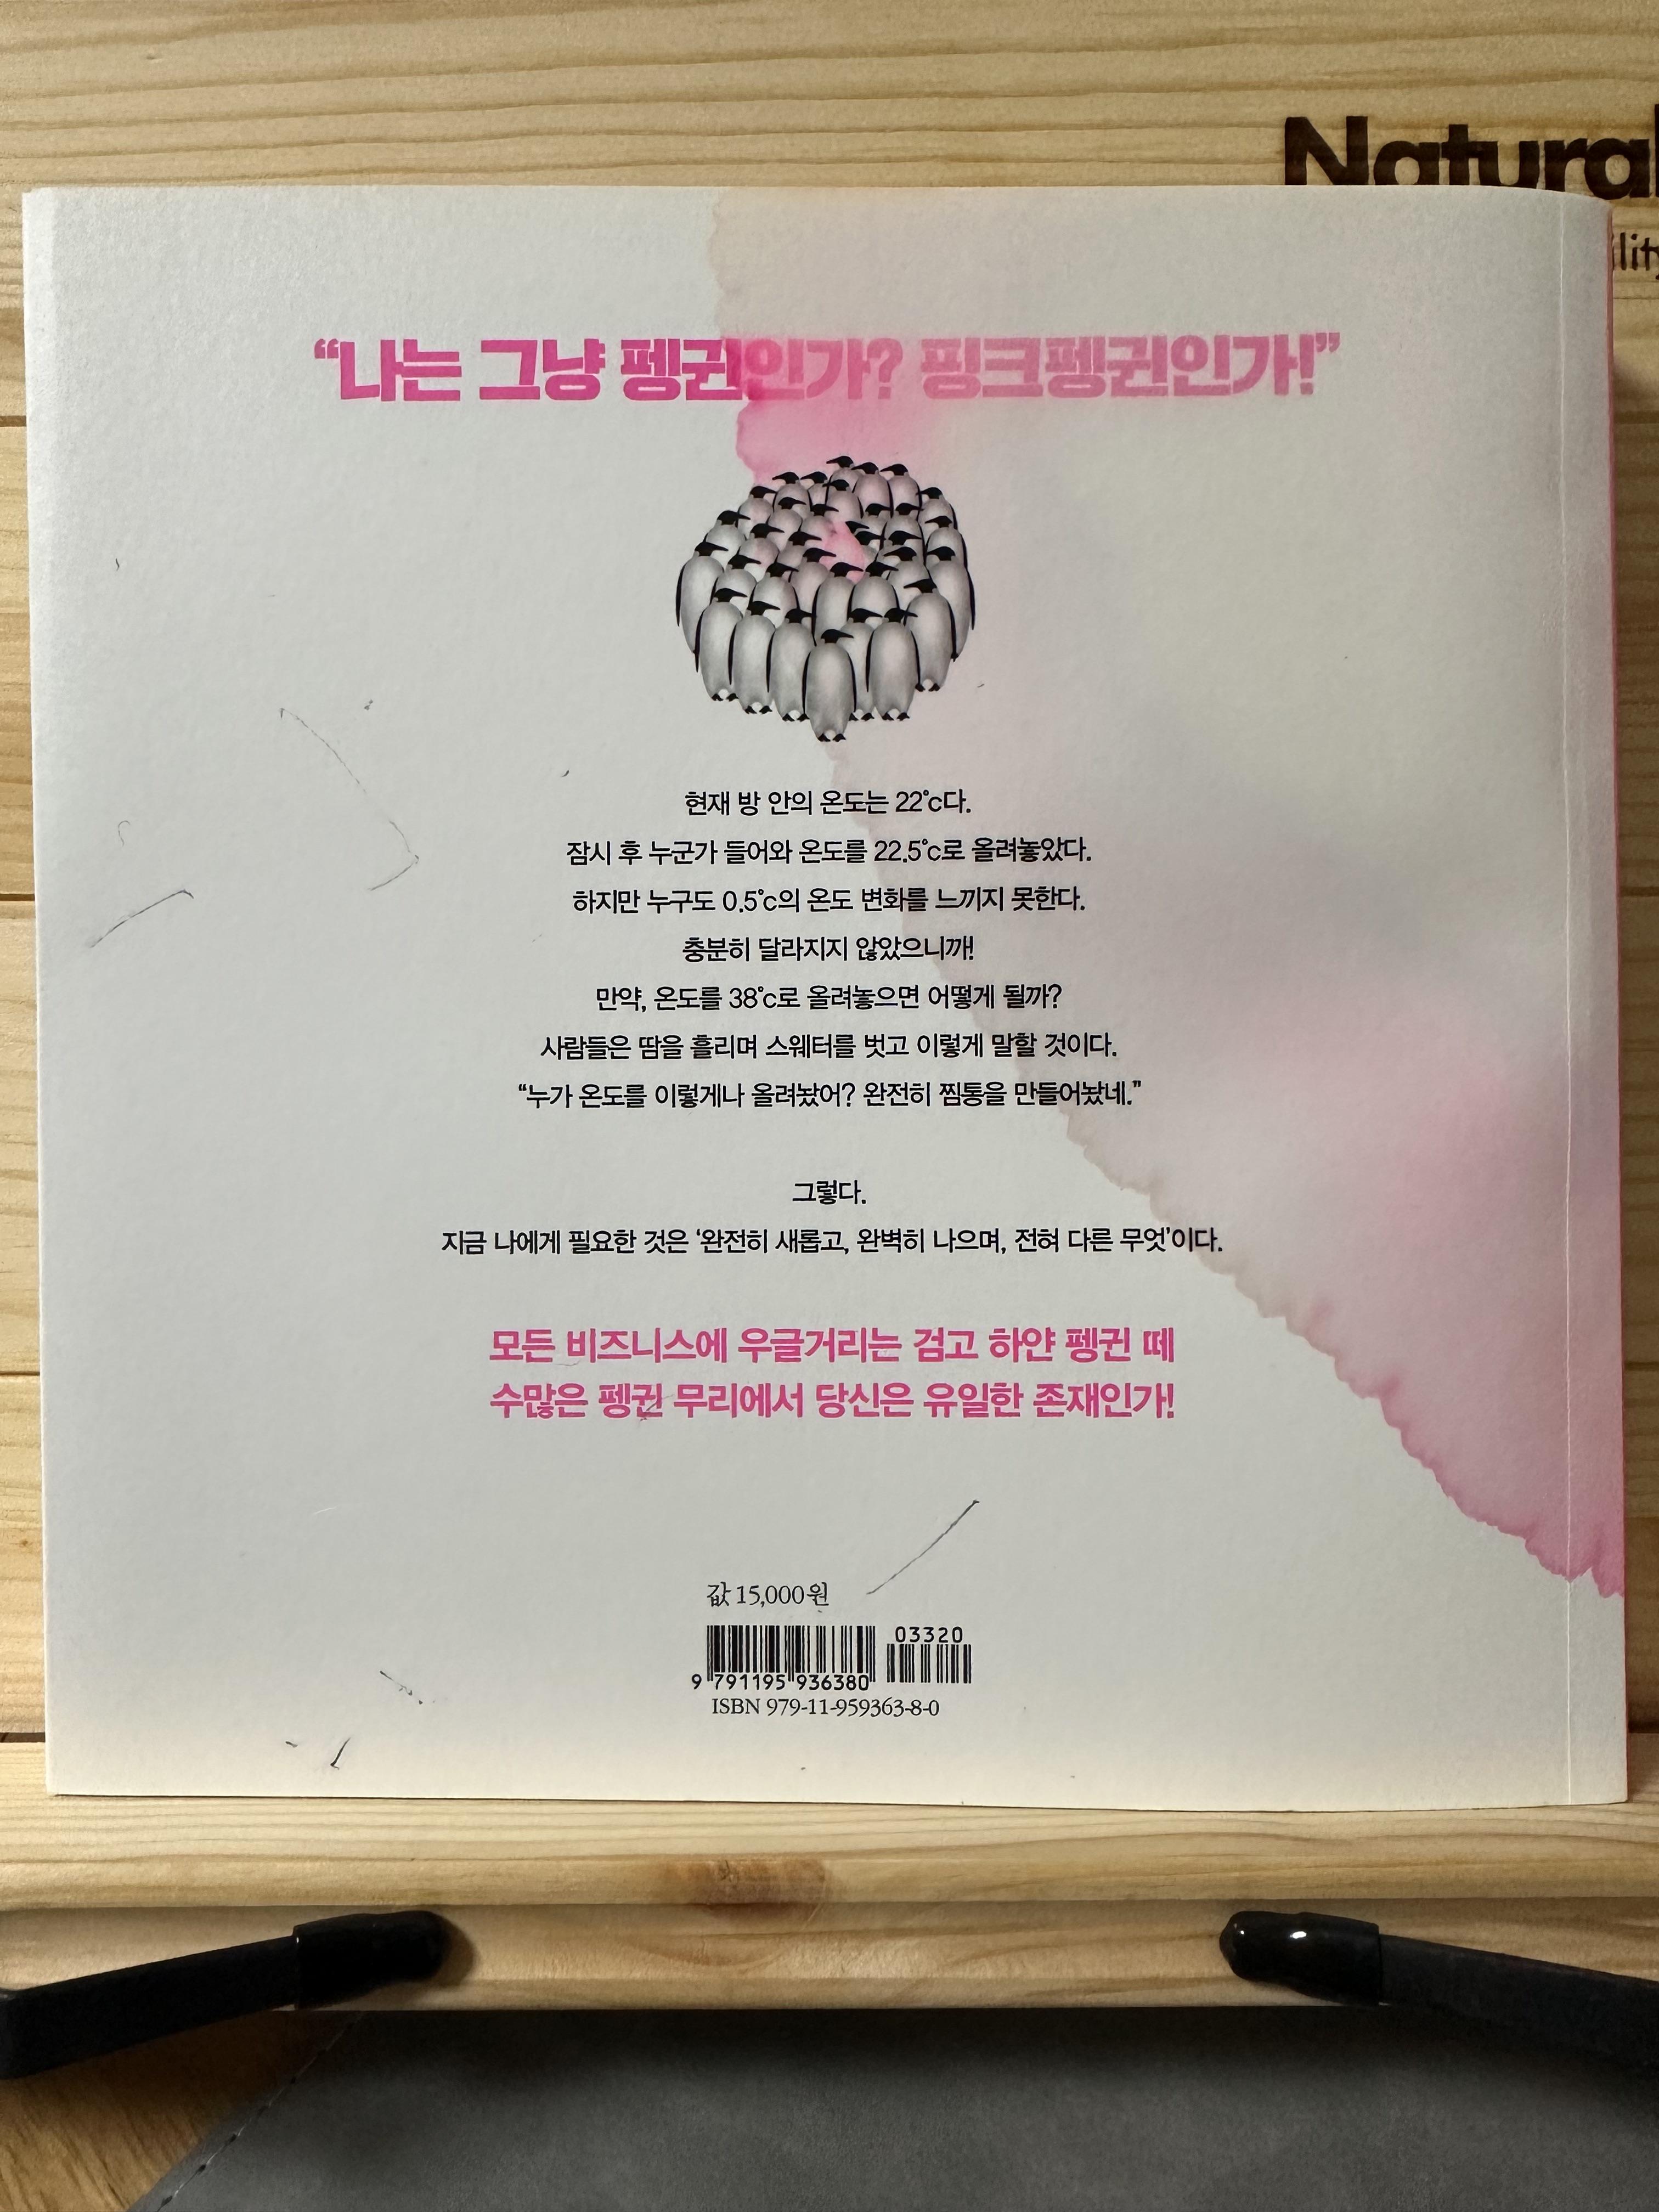 Natural
ility
“나는 그냥 펭귄인가? 핑크펭귄인가!”
현재 방 안의 온도는 22°c다.
잠시 후 누군가 들어와 온도를 22.5°c로 올려놓았다.
하지만 누구도 0.5°c의 온도 변화를 느끼지 못한다.
충분히 달라지지 않았으니까!
만약, 온도를 38°c로 올려놓으면 어떻게 될까?
사람들은 땀을 흘리며 스웨터를 벗고 이렇게 말할 것이다.
“누가 온도를 이렇게나 올려놨어? 완전히 찜통을 만들어놨네.”
그렇다.
지금 나에게 필요한 것은 ‘완전히 새롭고, 완벽히 나으며, 전혀 다른 무엇’이다.
모든 비즈니스에 우글거리는 검고 하얀 펭귄 떼
수많은 펭귄 무리에서 당신은 유일한 존재인가!
값 15,000원
03320
9 791195 936380
ISBN 979-11-959363-8-0